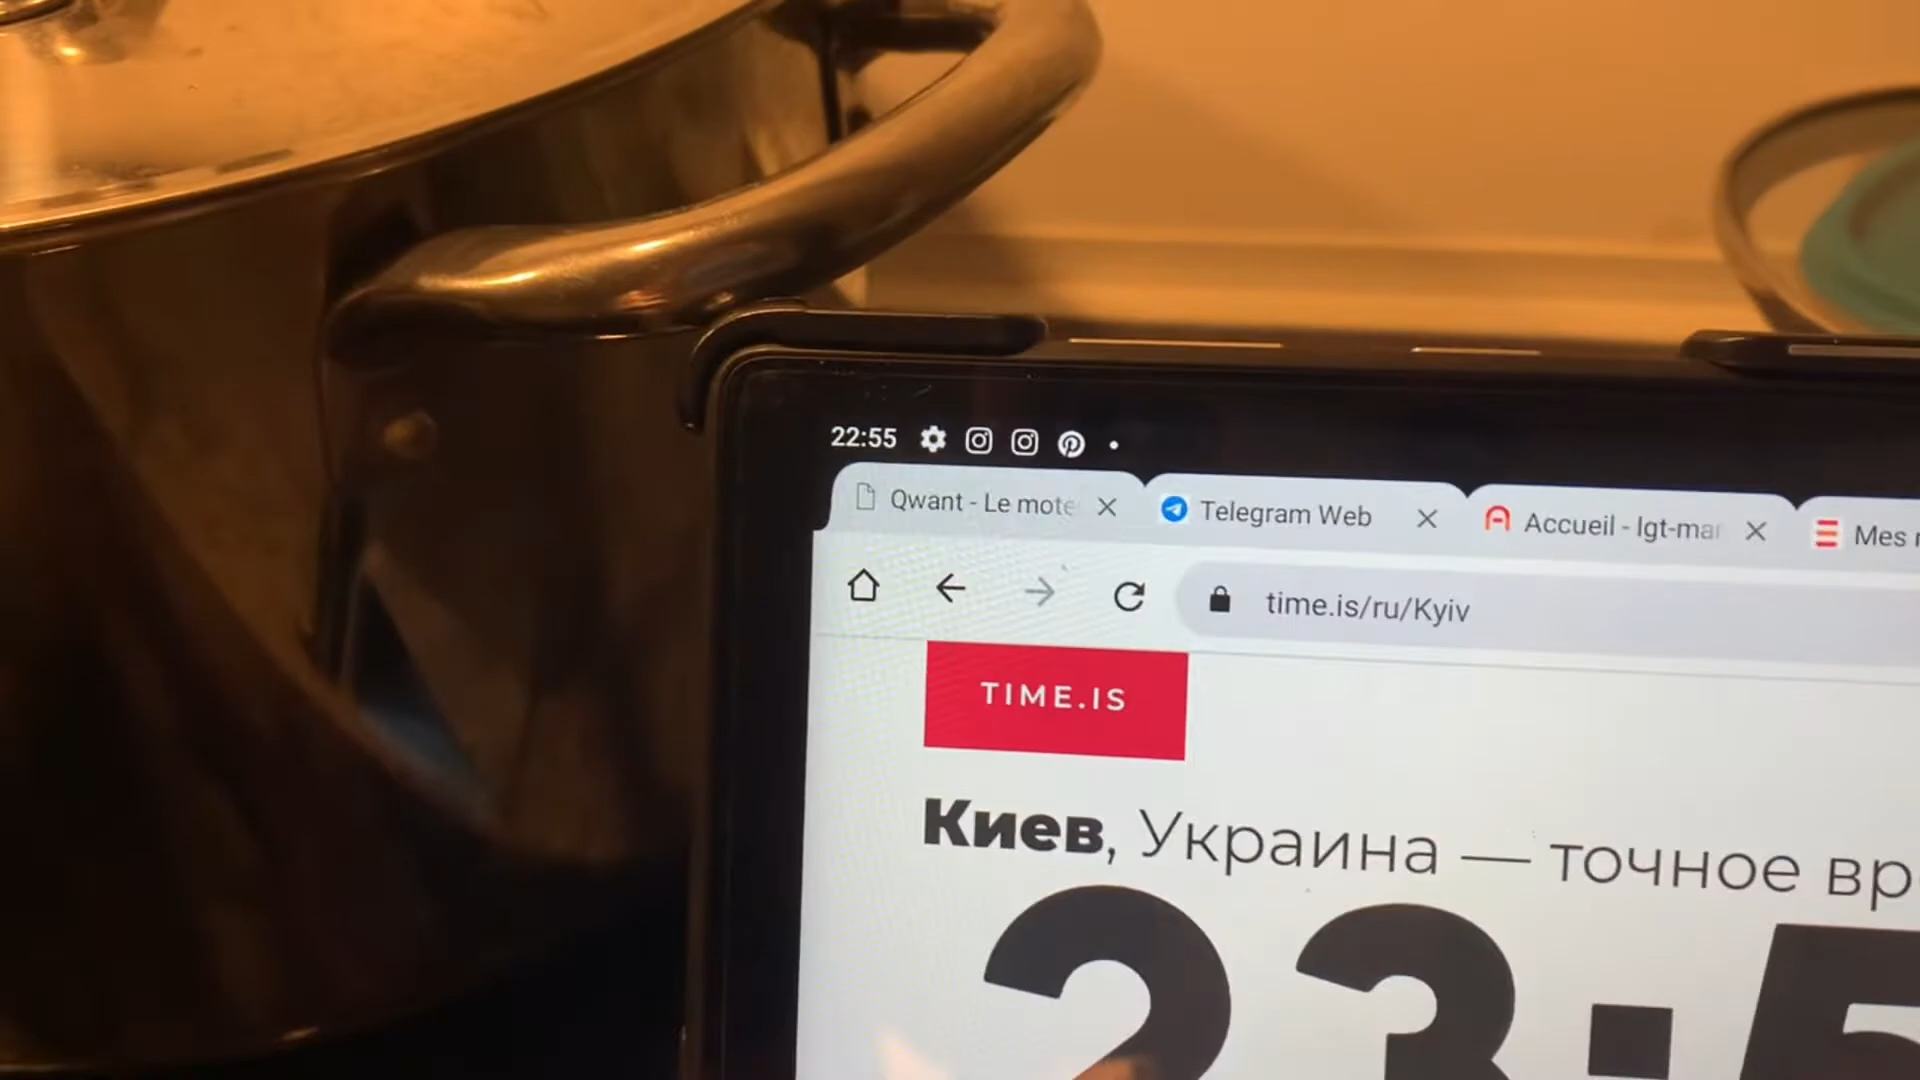 22:55
Qwant - Le mote
Telegram Web
Accueil - lgt-mar
Mes
time.is/ru/Kyiv
TIME.IS
Киев, Украина — точное вр
23:5